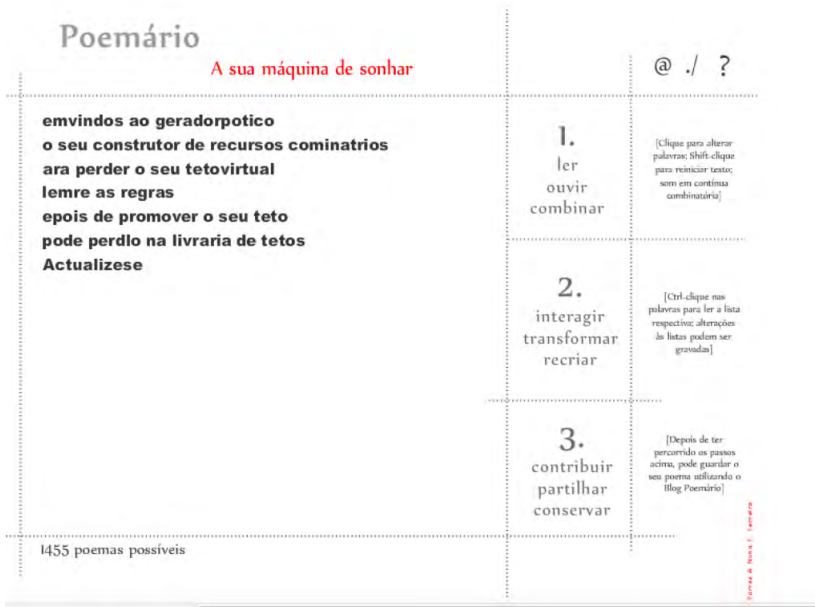 Poemário
A sua máquina de sonhar
@ ./ ?
emvindos ao geradorpotico
o seu construtor de recursos cominatrios
ara perder o seu tetovirtual
lemre as regras
epois de promover o seu teto
pode perdlo na livraria de tetos
Actualizese
1.
ler
ouvir
combinar
[Clique para alterar
palavras; Shift-clique
para reiniciar texto;
som em contínua
combinatória]
2.
interagir
transformar
recriar
[Ctrl-clique nas
palavras para ler a lista
respectiva; alterações
às listas podem ser
gravadas]
3.
contribuir
partilhar
conservar
[Depois de ter
percorrido os passos
acima, pode guardar o
seu poema utilizando o
Blog Poemário]
1455 poemas possíveis
Torres & Nuno F. Ferreira